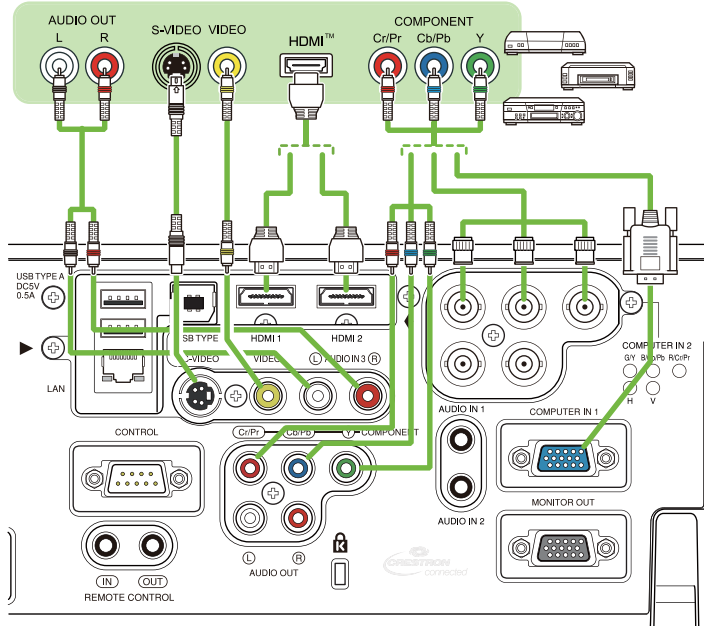 AUDIO OUT
L R
S-VIDEO VIDEO
HDMI™
COMPONENT
Cr/Pr Cb/Pb Y
USB TYPE A
DC5V
0.5A
LAN
USB TYPE
HDMI 1
HDMI 2
-VIDEO
VIDEO
L AUDIO IN 3 R
COMPUTER IN 2
G/Y B/Cb/Pb R/Cr/Pr
H V
CONTROL
Cr/Pr Cb/Pb Y COMPONENT
AUDIO IN 1
COMPUTER IN 1
AUDIO IN 2
MONITOR OUT
L R
AUDIO OUT
K
IN OUT
REMOTE CONTROL
CRESTRON
connected